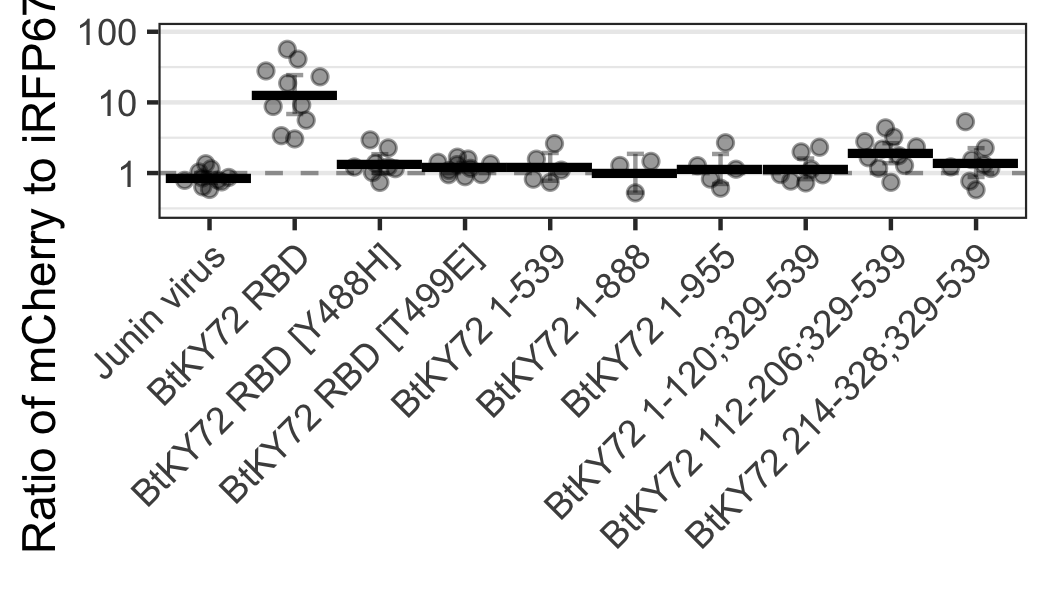 Ratio of mCherry to iRFP67
100
10
1
Junin virus
BtKY72 RBD
BtKY72 RBD [Y488H]
BtKY72 RBD [T499E]
BtKY72 1-539
BtKY72 1-888
BtKY72 1-955
BtKY72 1-120;329-539
BtKY72 112-206;329-539
BtKY72 214-328;329-539